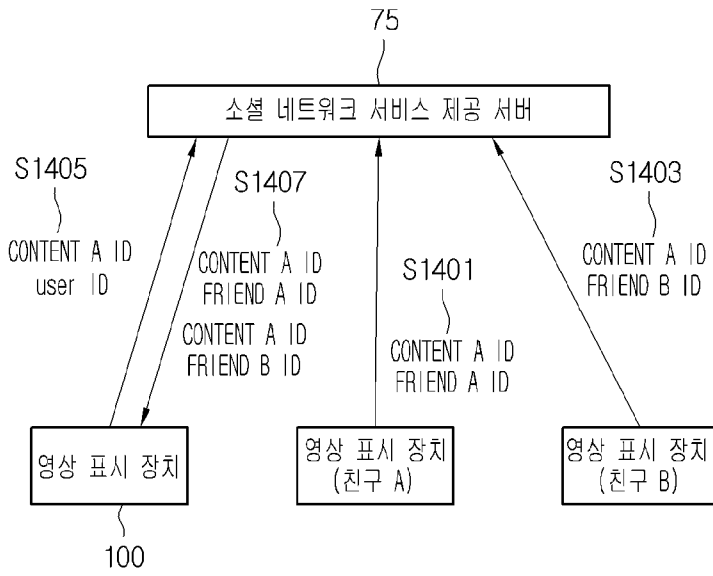 75
소셜 네트워크 서비스 제공 서버
S1405
CONTENT A ID
user ID
S1407
CONTENT A ID
FRIEND A ID
CONTENT A ID
FRIEND B ID
S1401
CONTENT A ID
FRIEND A ID
S1403
CONTENT A ID
FRIEND B ID
영상 표시 장치
100
영상 표시 장치
(친구 A)
영상 표시 장치
(친구 B)